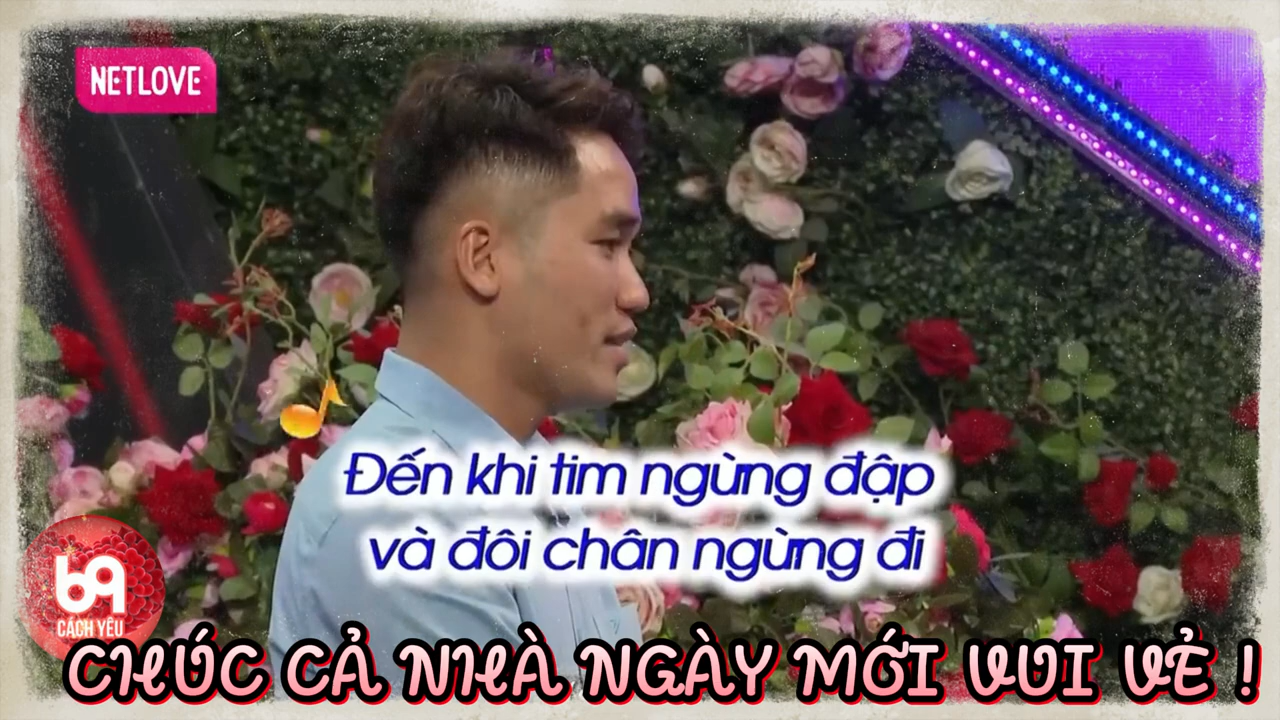 NETLOVE
Đến khi tim ngừng đập
và đôi chân ngừng đi
69
CÁCH YÊU
CHÚC CẢ NHÀ NGÀY MỚI VUI VẺ !